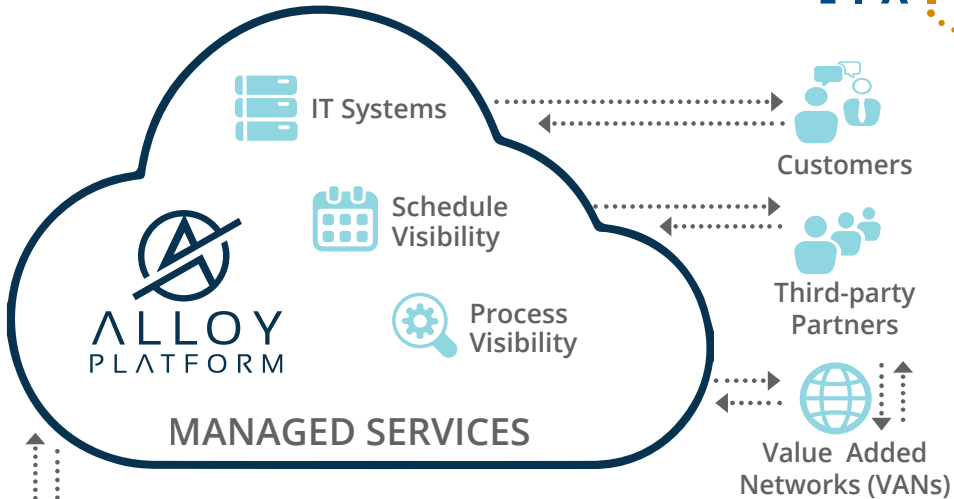 IT Systems
Customers
Schedule
Visibility
Third-party
Partners
Process
Visibility
ALLOY
PLATFORM
MANAGED SERVICES
Value Added
Networks (VANs)